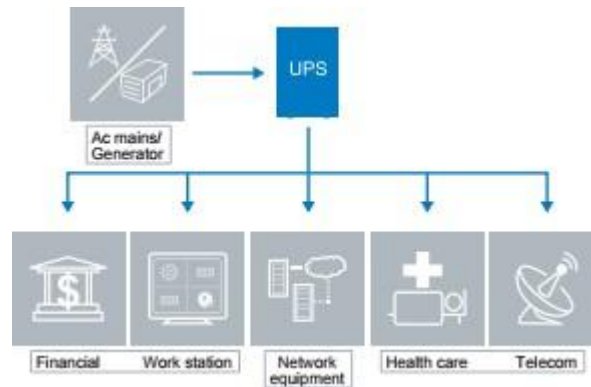 UPS
Ac mains/
Generator
Financial
Work station
Network
equipment
Health care
Telecom